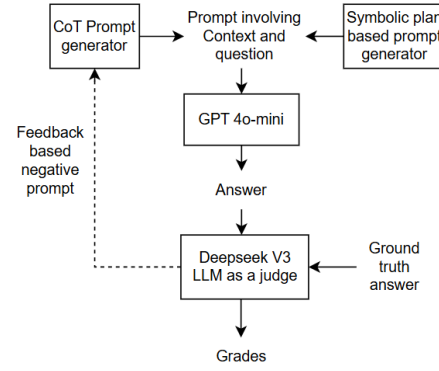 CoT Prompt
generator
Prompt involving
Context and
question
Symbolic plan
based prompt
generator
GPT 4o-mini
Feedback
based
negative
prompt
Answer
Deepseek V3
LLM as a judge
Ground
truth
answer
Grades